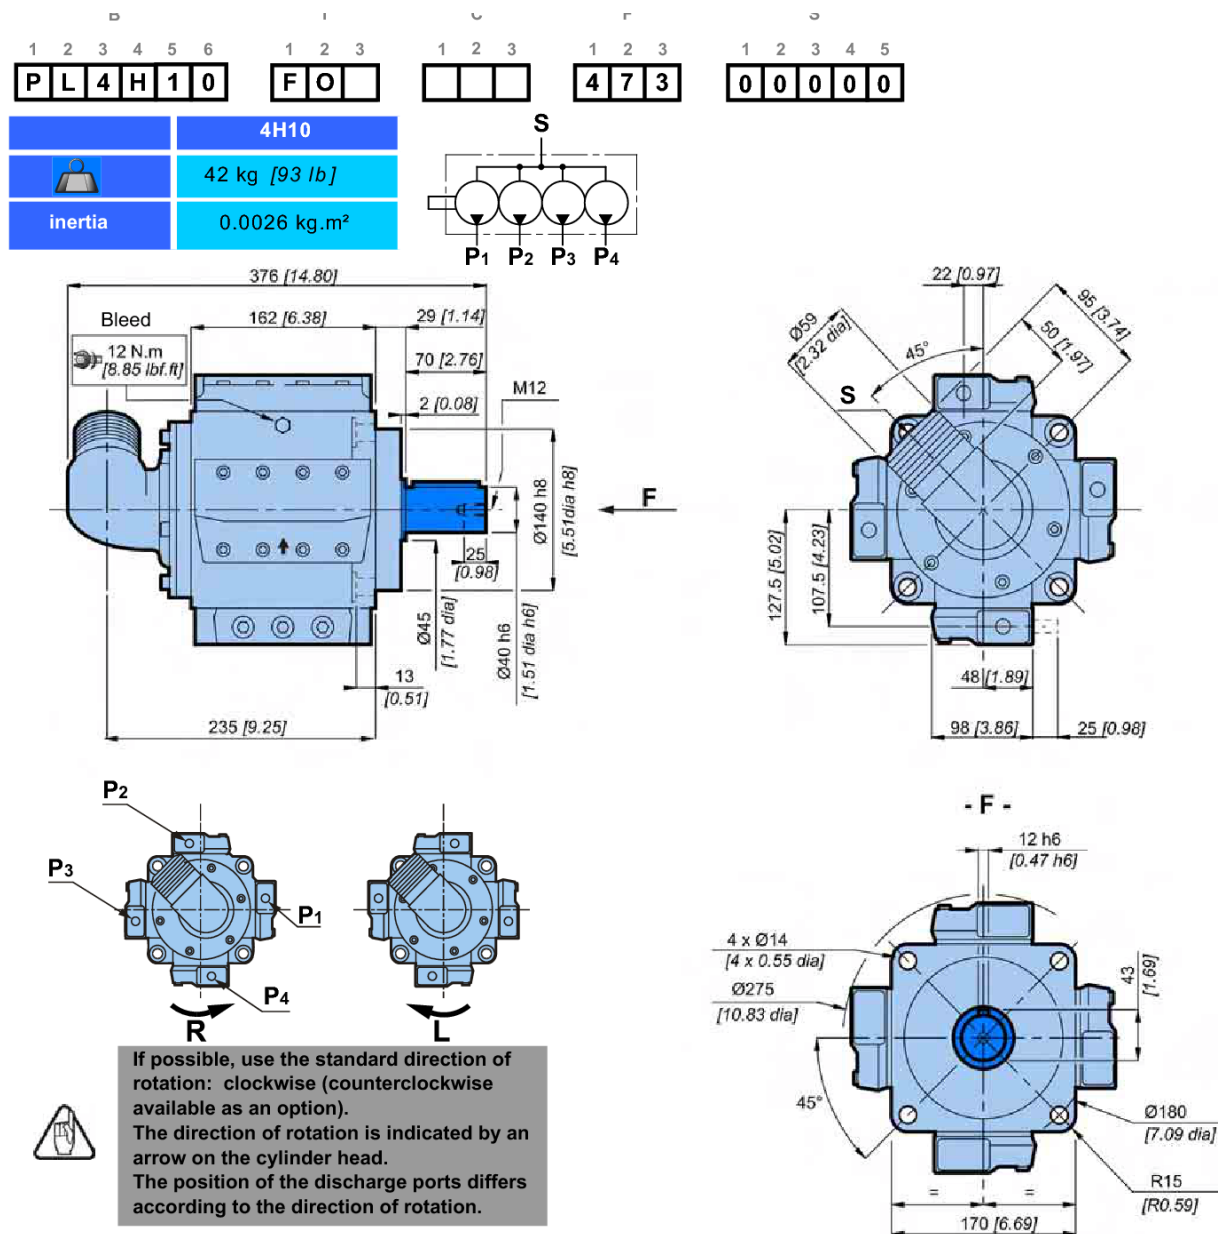 B I C P S
1 2 3 4 5 6 1 2 3 1 2 3 1 2 3 1 2 3 4 5
P L 4 H 1 0 F O 4 7 3 0 0 0 0 0
4H10
42 kg [93 lb]
inertia 0.0026 kg.m²
S
P1 P2 P3 P4
376 [14.80]
162 [6.38]
29 [1.14]
70 [2.76]
2 [0.08]
M12
Bleed
12 N.m
[8.85 lbf.ft]
Ø140 h8
[5.51dia h8]
F
25
[0.98]
Ø45
[1.77 dia]
Ø40 h6
[1.51 dia h6]
13
[0.51]
235 [9.25]
22 [0.97]
95 [3.74]
50 [1.97]
Ø59
[2.32 dia]
45°
S
127.5 [5.02]
107.5 [4.23]
48 [1.89]
98 [3.86]
25 [0.98]
P2
P3
P1
P4
R
L
- F -
12 h6
[0.47 h6]
4 x Ø14
[4 x 0.55 dia]
Ø275
[10.83 dia]
43
[1.69]
45°
Ø180
[7.09 dia]
R15
[R0.59]
= =
170 [6.69]
If possible, use the standard direction of
rotation: clockwise (counterclockwise
available as an option).
The direction of rotation is indicated by an
arrow on the cylinder head.
The position of the discharge ports differs
according to the direction of rotation.